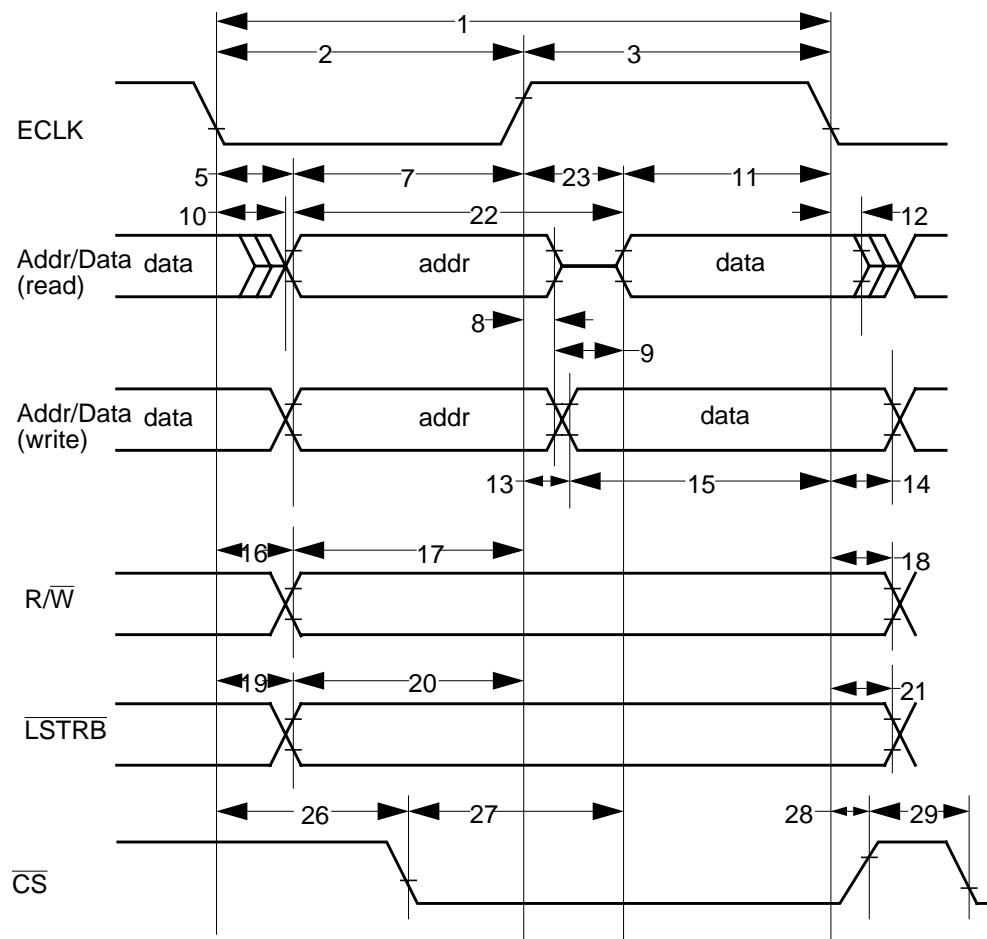 1
2 3
ECLK
5 7 23 11
10 22 12
Addr/Data data addr data
(read)
8
9
Addr/Data data addr data
(write)
13 15 14
16 17 18
R/W̅
19 20 21
L̅S̅T̅R̅B̅
26 27 28 29
C̅S̅